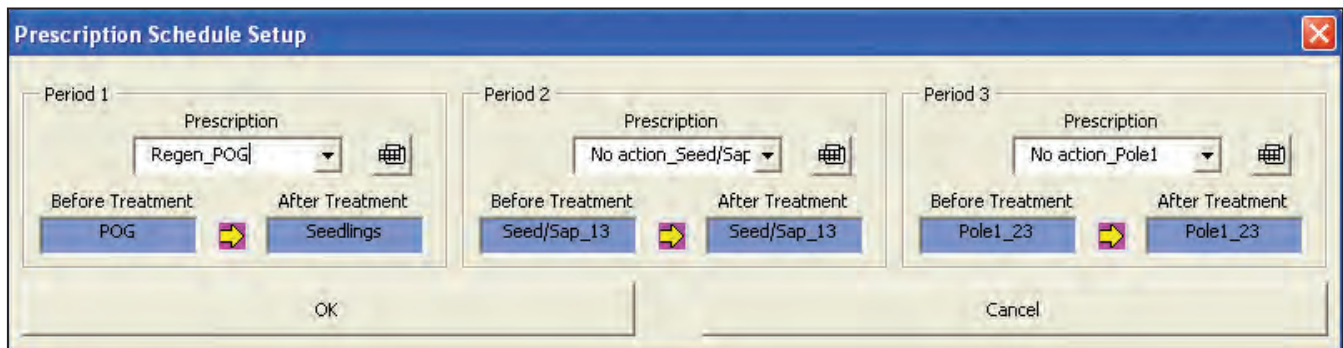 Prescription Schedule Setup
Period 1
Prescription
Regen_POG
Before Treatment After Treatment
POG Seedlings
Period 2
Prescription
No action_Seed/Sap
Before Treatment After Treatment
Seed/Sap_13 Seed/Sap_13
Period 3
Prescription
No action_Pole1
Before Treatment After Treatment
Pole1_23 Pole1_23
OK Cancel